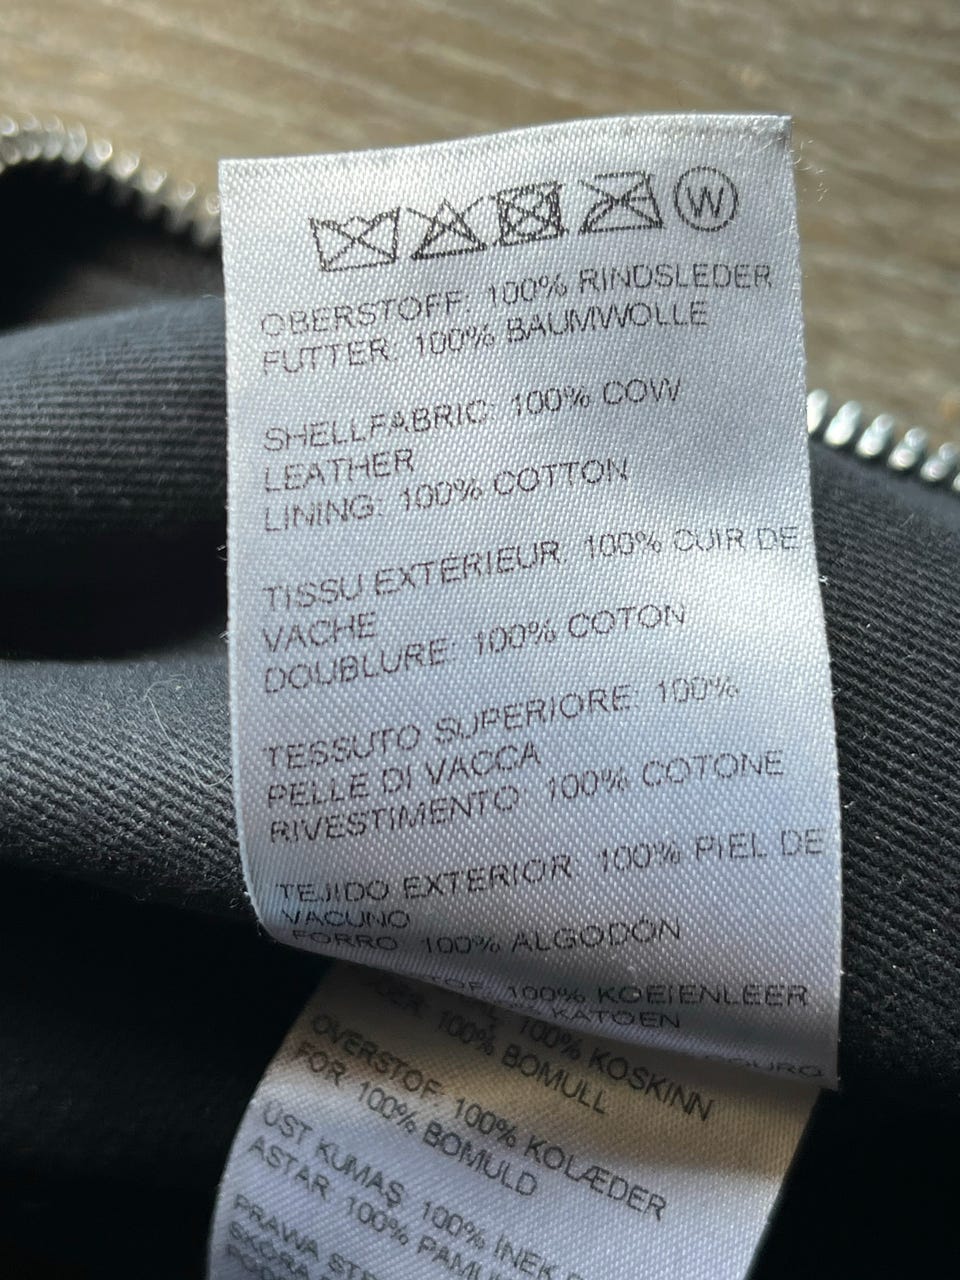 W
OBERSTOFF: 100% RINDSLEDER
FUTTER: 100% BAUMWOLLE
SHELLFABRIC: 100% COW
LEATHER
LINING: 100% COTTON
TISSU EXTÉRIEUR: 100% CUIR DE
VACHE
DOUBLURE: 100% COTON
TESSUTO SUPERIORE: 100%
PELLE DI VACCA
RIVESTIMENTO: 100% COTONE
TEJIDO EXTERIOR: 100% PIEL DE
VACUNO
FORRO: 100% ALGODÓN
100% KOEIENLEER
KATOEN
100% KOSKINN
100% BOMULL
OVERSTOF: 100% KOLÆDER
FOR: 100% BOMULD
ÜST KUMAŞ: 100% İNEK
ASTAR: 100%
PRAWA
SKÓRA